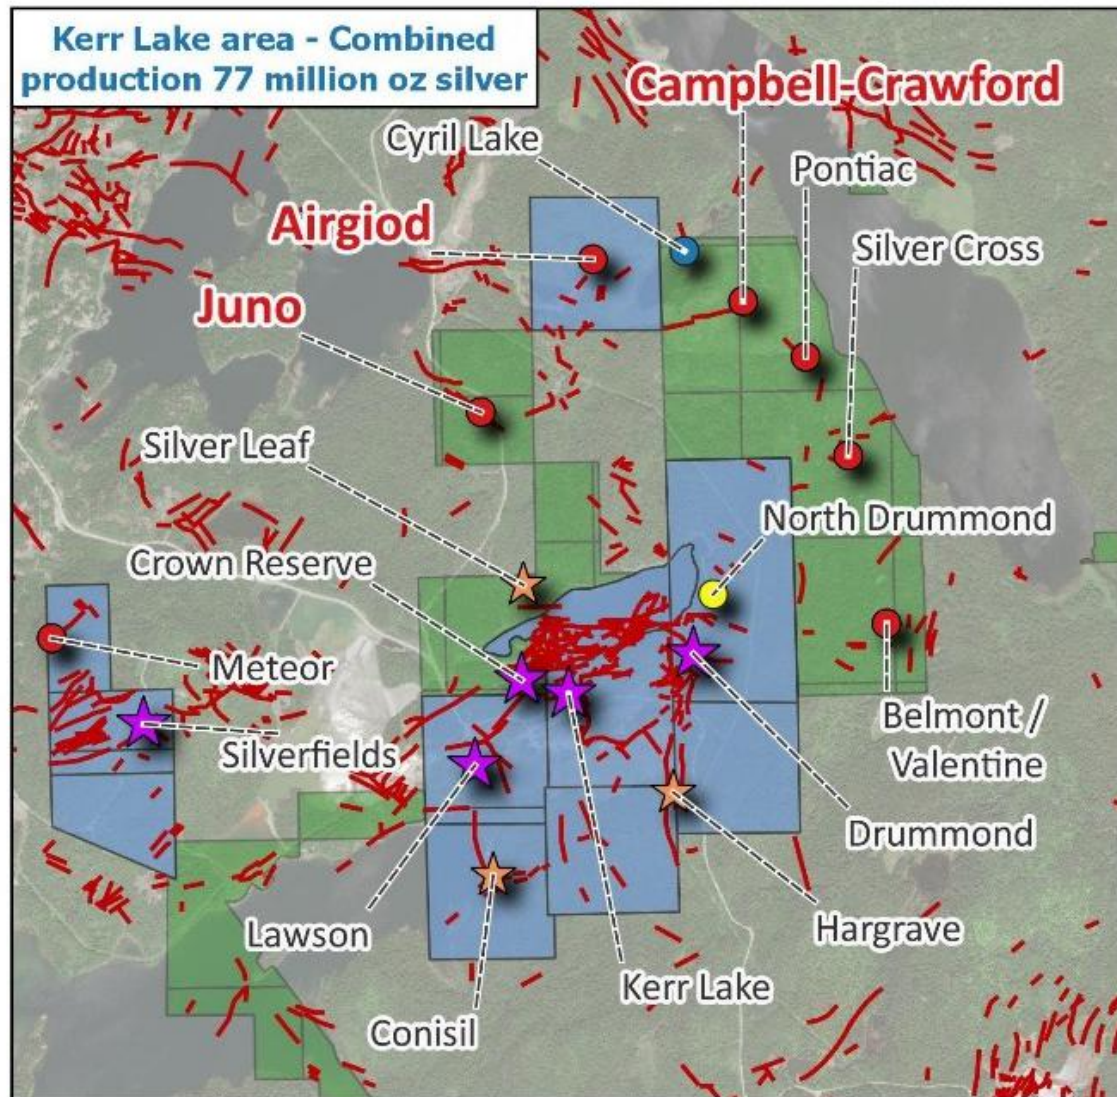 Kerr Lake area - Combined
production 77 million oz silver
Campbell-Crawford
Cyril Lake
Pontiac
Airgiod
Silver Cross
Juno
Silver Leaf
North Drummond
Crown Reserve
Meteor
Belmont /
Valentine
Silverfields
Drummond
Lawson
Hargrave
Kerr Lake
Conisil